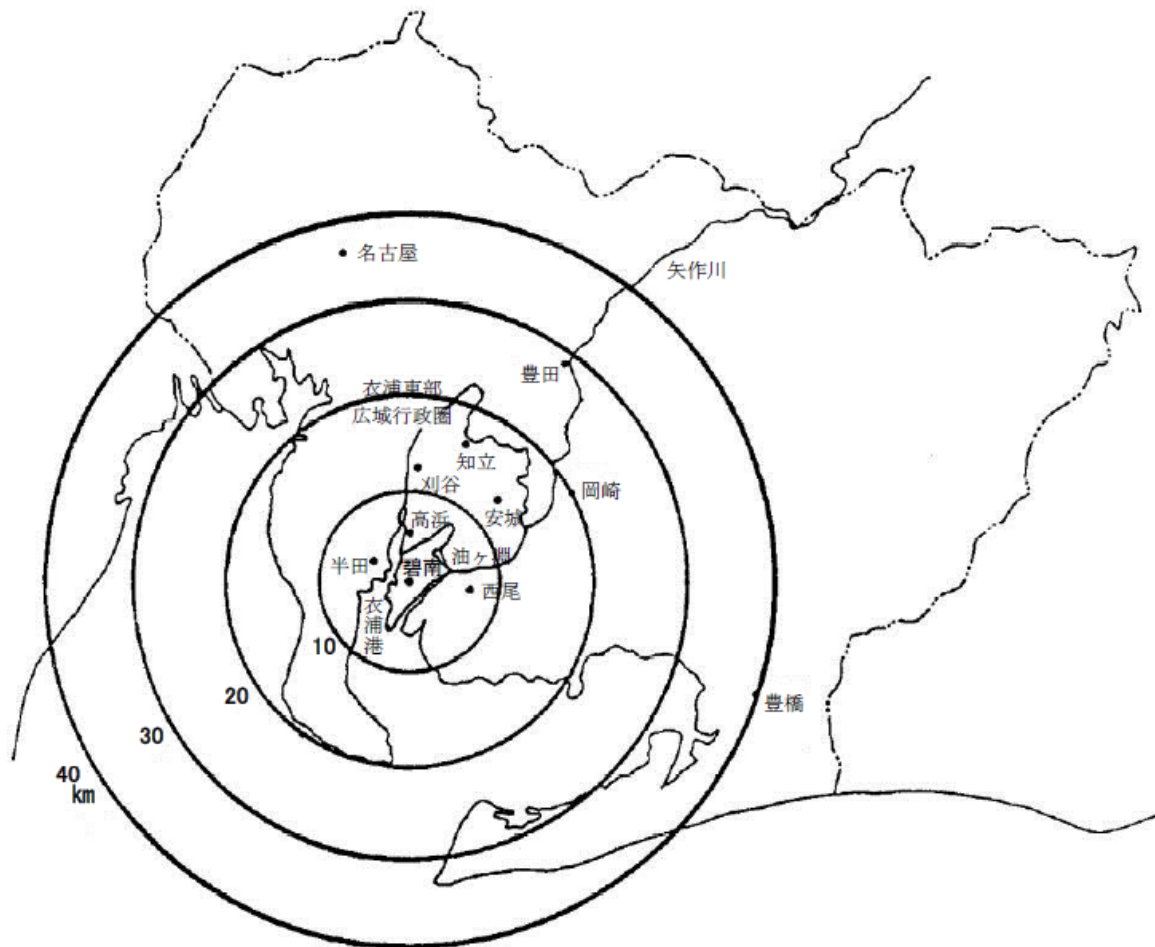 名古屋
矢作川
豊田
衣浦東部
広域行政圏
知立
刈谷
岡崎
安城
高浜
油ヶ淵
半田
碧南
西尾
衣浦港
10
20
豊橋
30
40
km